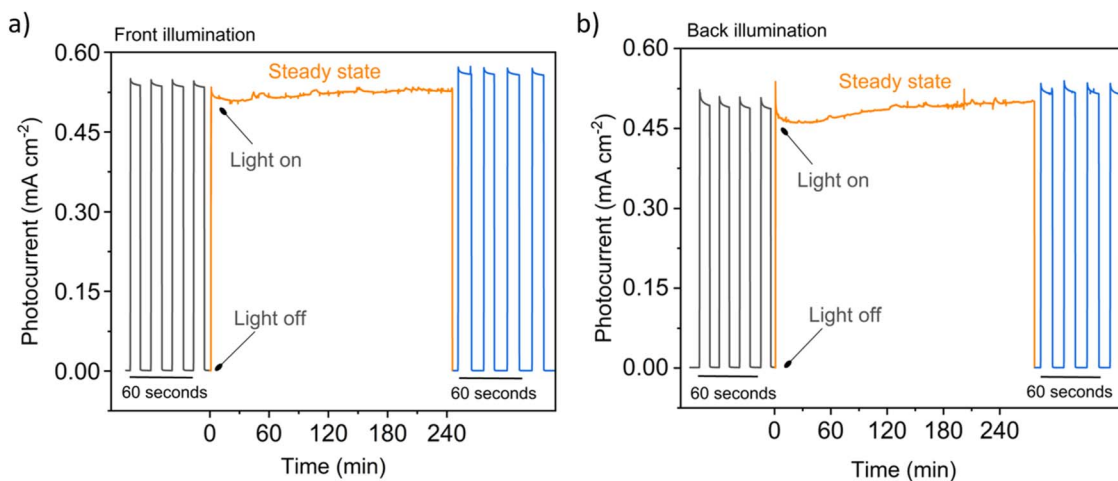 a)
Front illumination
Photocurrent (mA cm⁻²)
0.60
0.45
0.30
0.15
0.00
Steady state
Light on
Light off
60 seconds
60 seconds
0 60 120 180 240
Time (min)
b)
Back illumination
Photocurrent (mA cm⁻²)
0.60
0.45
0.30
0.15
0.00
Steady state
Light on
Light off
60 seconds
60 seconds
0 60 120 180 240
Time (min)